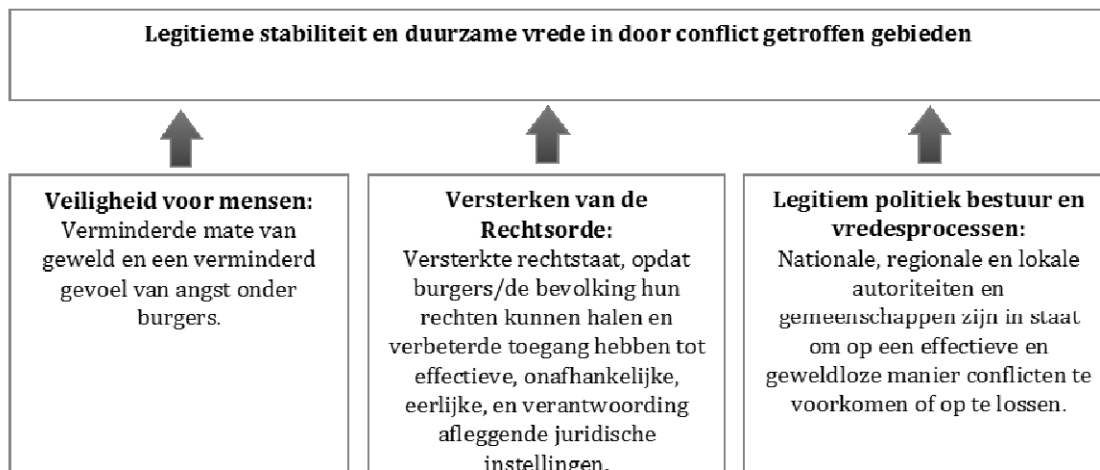 Legitieme stabiliteit en duurzame vrede in door conflict getroffen gebieden
Veiligheid voor mensen:
Verminderde mate van
geweld en een verminderd
gevoel van angst onder
burgers.
Versterken van de
Rechtsorde:
Versterkte rechtstaat, opdat
burgers/de bevolking hun
rechten kunnen halen en
verbeterde toegang hebben tot
effectieve, onafhankelijke,
eerlijke, en verantwoording
afleggende juridische
instellingen.
Legitiem politiek bestuur en
vredesprocessen:
Nationale, regionale en lokale
autoriteiten en
gemeenschappen zijn in staat
om op een effectieve en
geweldloze manier conflicten te
voorkomen of op te lossen.